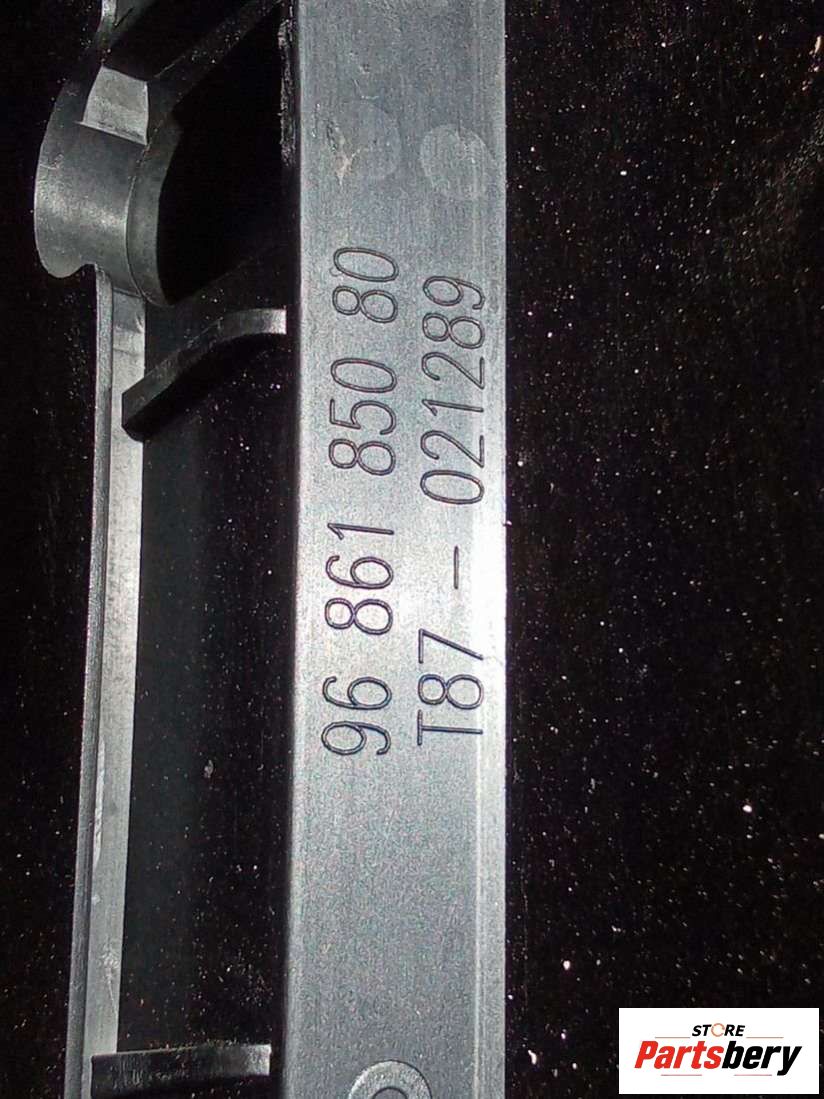 96 861 850 80
T87 - 021289
STORE
Partsbery